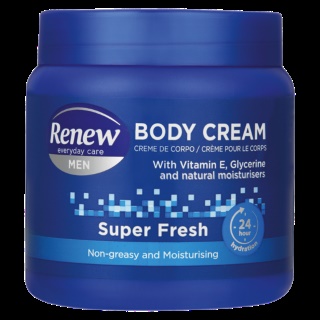 Renew
everyday care
MEN
BODY CREAM
CREME DE CORPO / CRÈME POUR LE CORPS
With Vitamin E, Glycerine
and natural moisturisers
Super Fresh
24
hour
hydration
Non-greasy and Moisturising